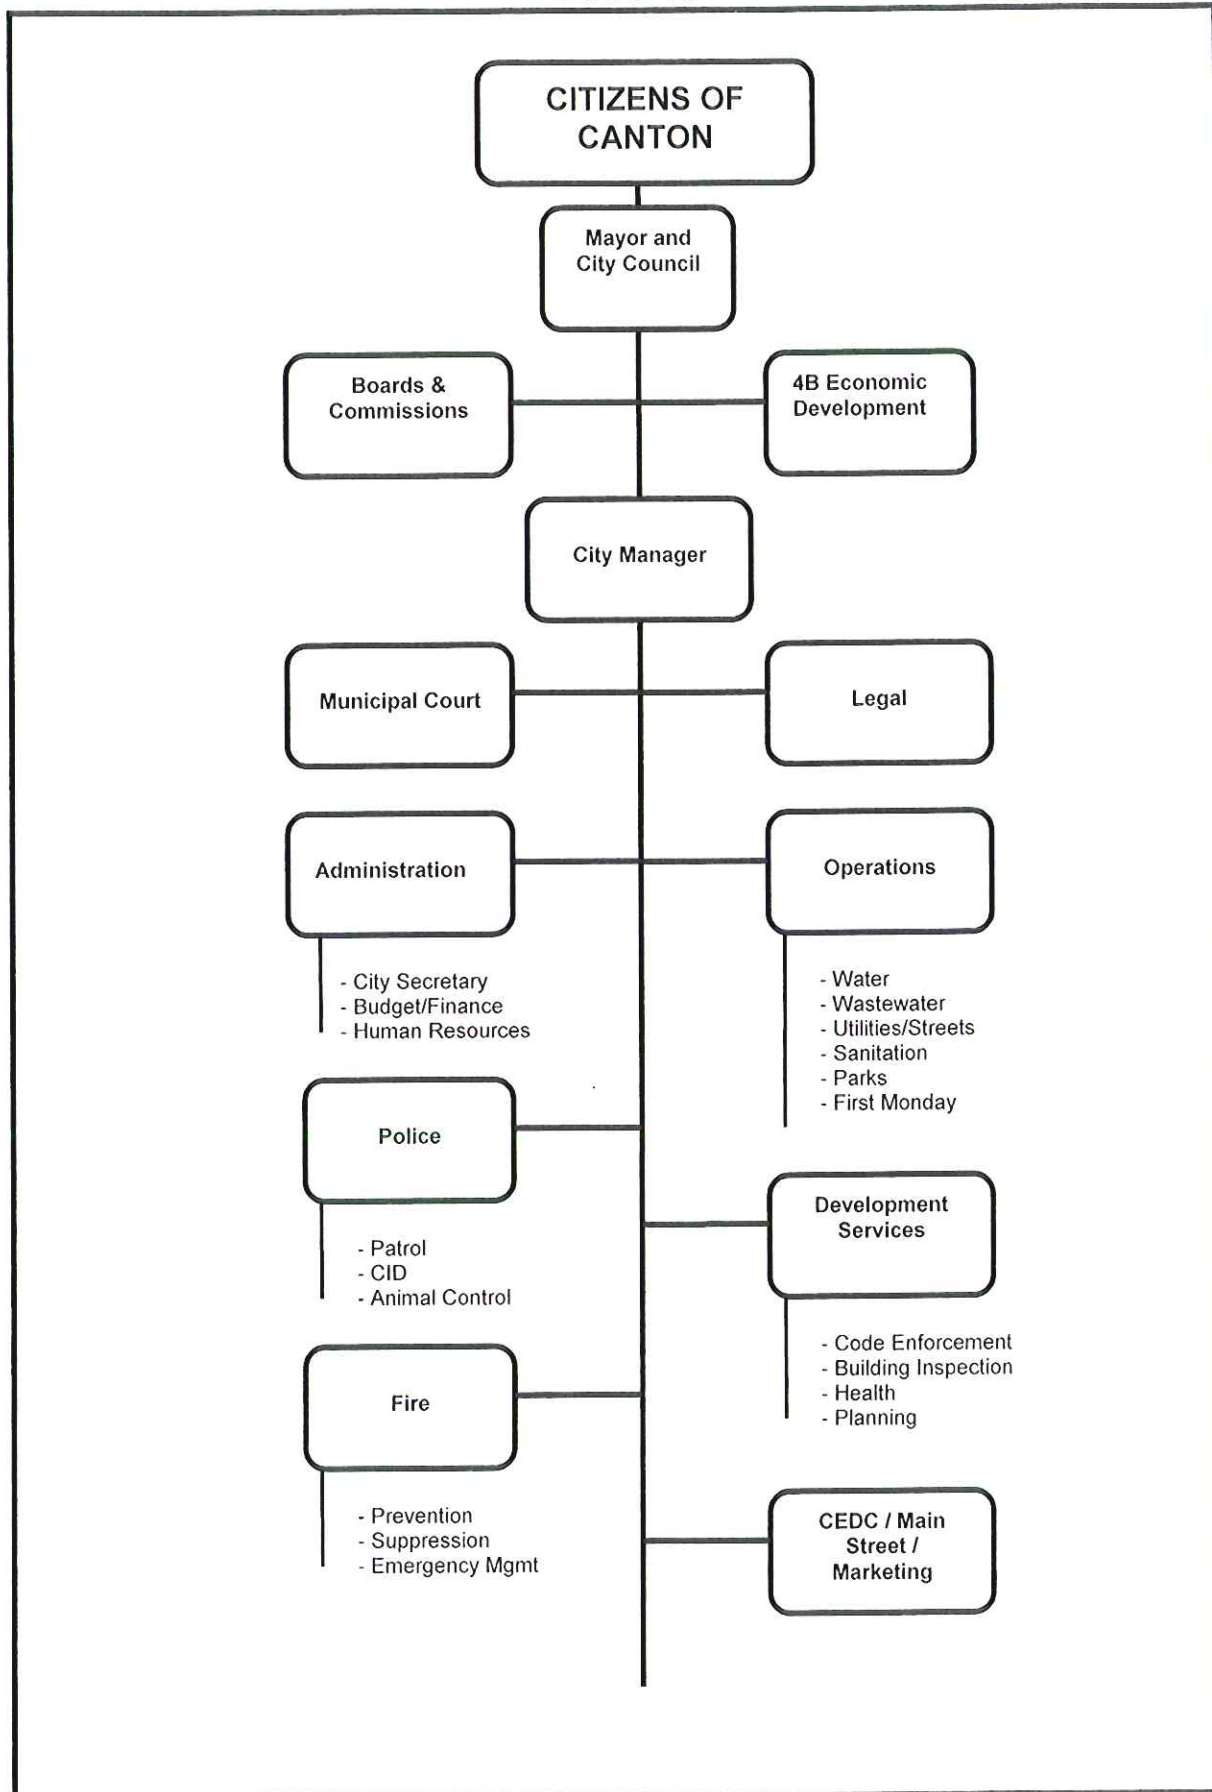 CITIZENS OF
CANTON
Mayor and
City Council
Boards &
Commissions
4B Economic
Development
City Manager
Municipal Court
Legal
Administration
Operations
- City Secretary
- Budget/Finance
- Human Resources
- Water
- Wastewater
- Utilities/Streets
- Sanitation
- Parks
- First Monday
Police
- Patrol
- CID
- Animal Control
Development
Services
- Code Enforcement
- Building Inspection
- Health
- Planning
Fire
- Prevention
- Suppression
- Emergency Mgmt
CEDC / Main
Street /
Marketing